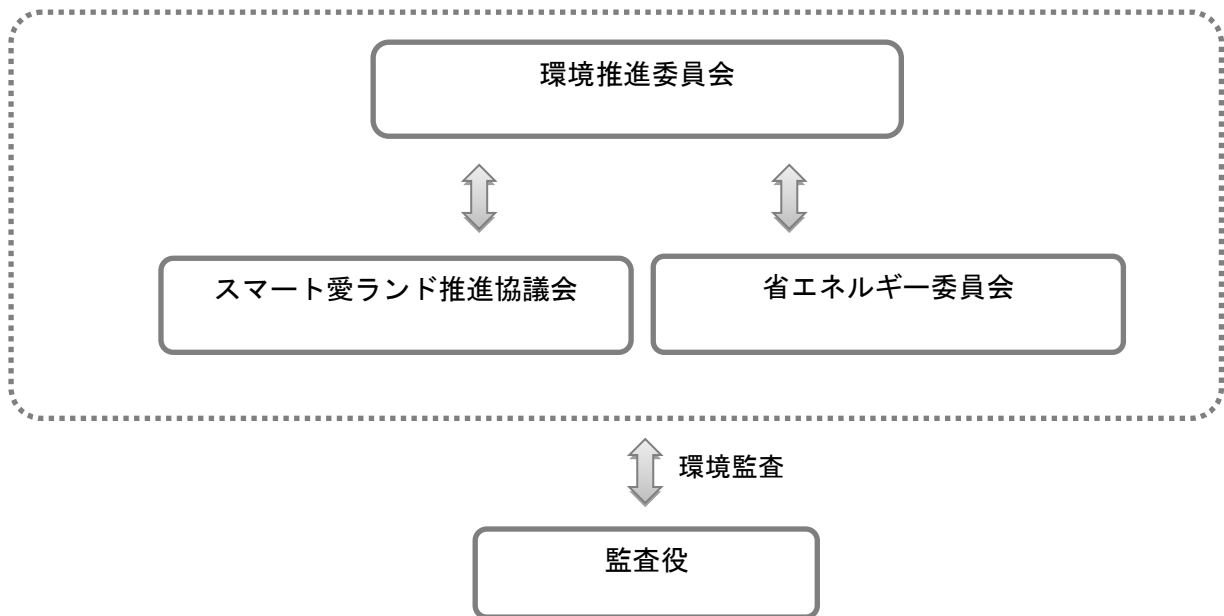 環境推進委員会
スマート愛ランド推進協議会
省エネルギー委員会
環境監査
監査役